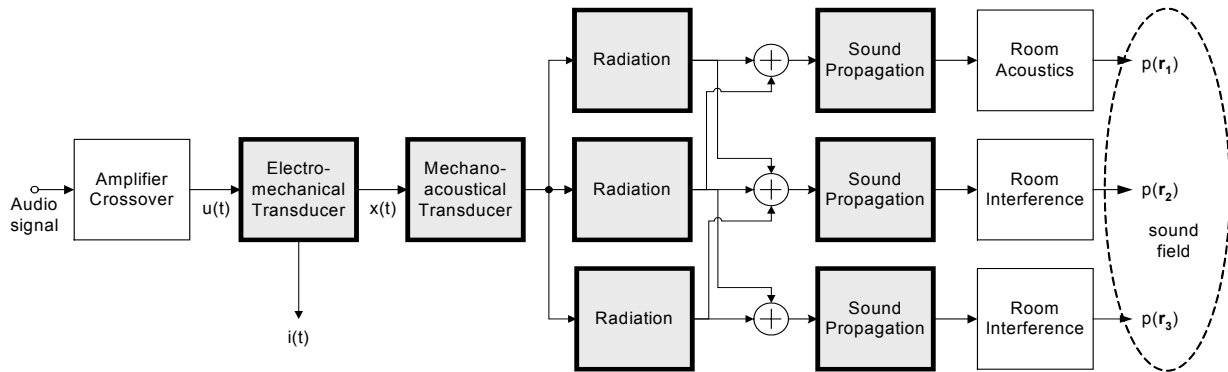 Audio
signal
Amplifier
Crossover
u(t)
Electro-
mechanical
Transducer
i(t)
x(t)
Mechano-
acoustical
Transducer
Radiation
+
Sound
Propagation
Room
Acoustics
p(r1)
Radiation
+
Sound
Propagation
Room
Interference
p(r2)
sound
field
Radiation
+
Sound
Propagation
Room
Interference
p(r3)